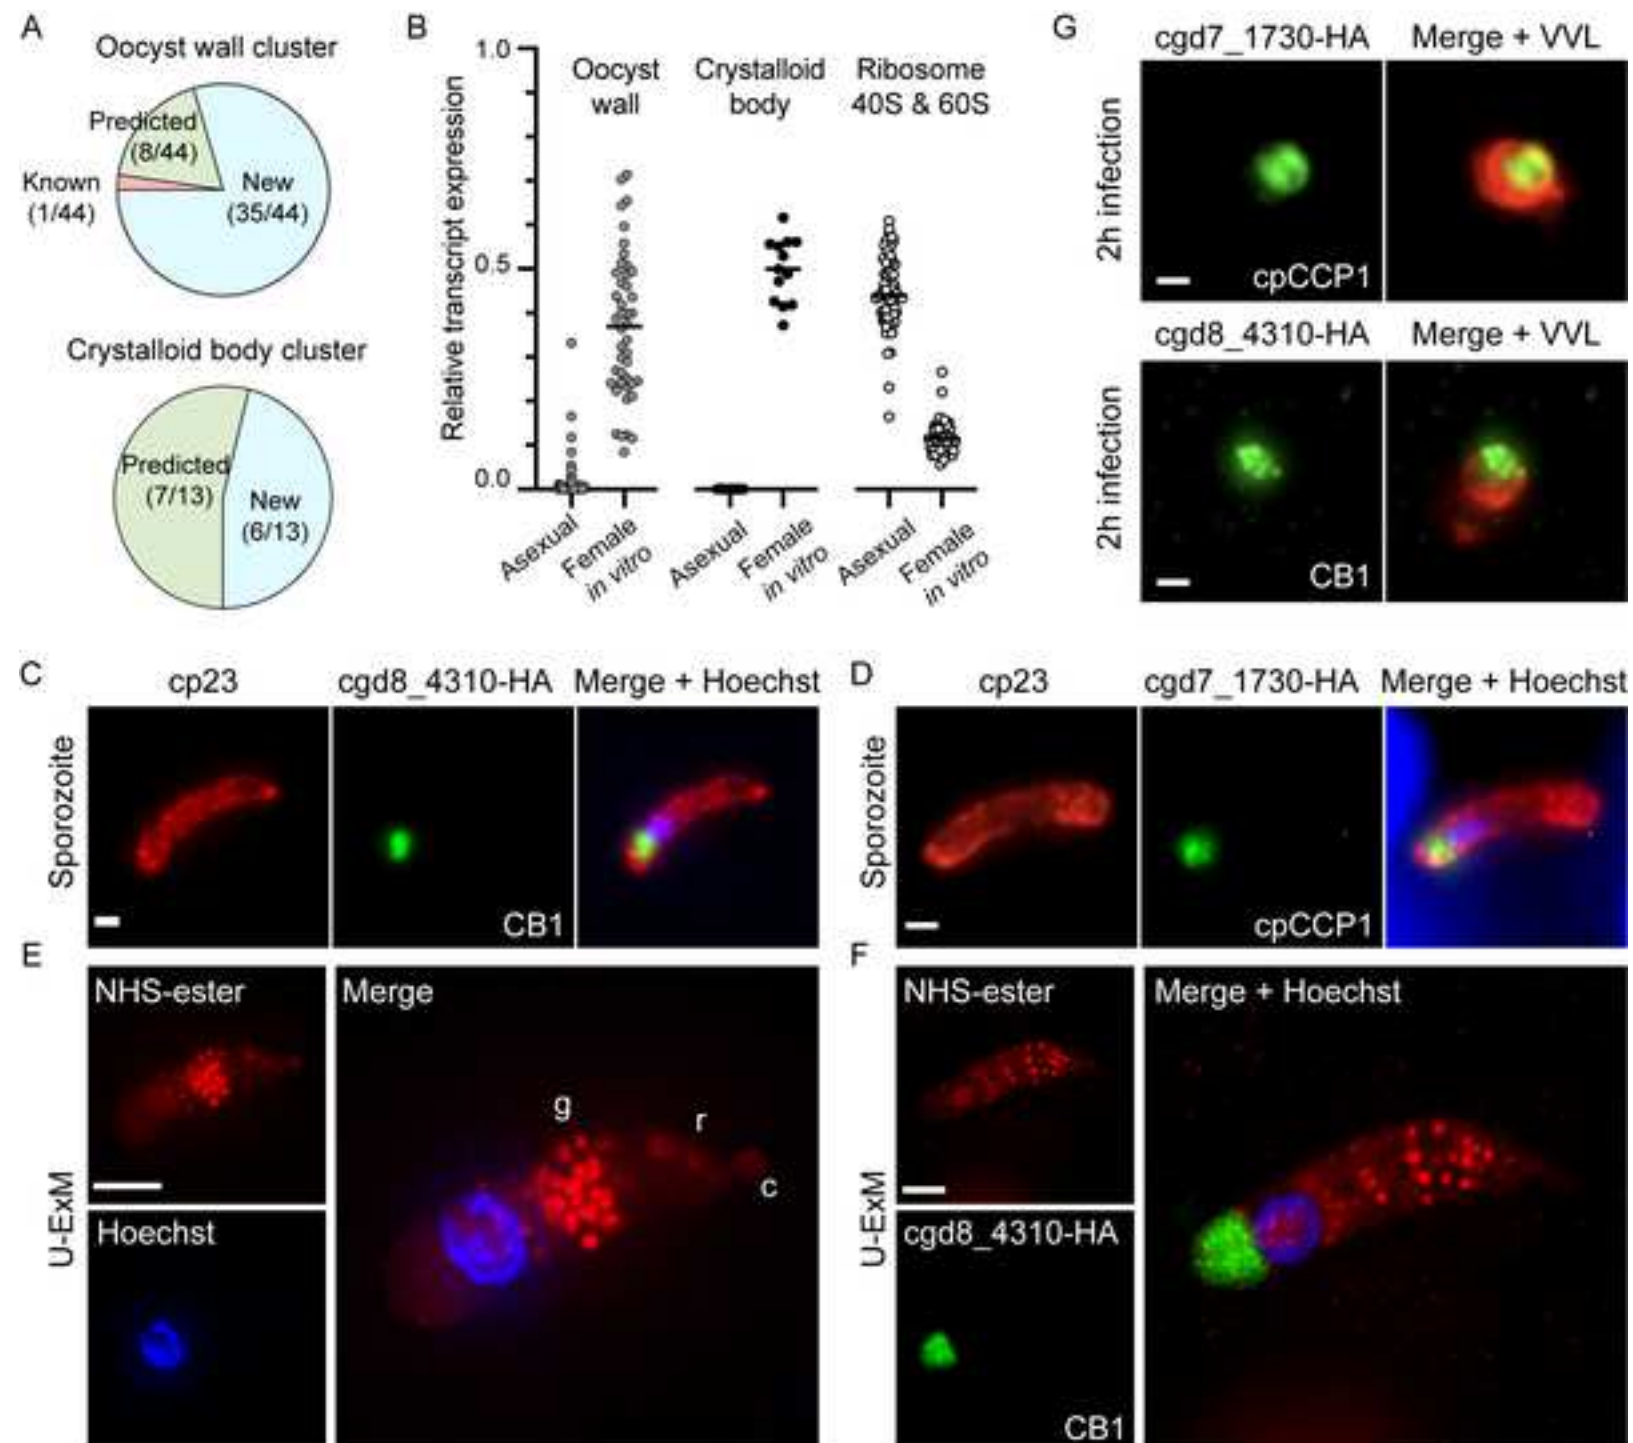 A
Oocyst wall cluster
Predicted
(8/44)
Known
(1/44)
New
(35/44)
Crystalloid body cluster
Predicted
(7/13)
New
(6/13)
B
Relative transcript expression
1.0
0.5
0.0
Oocyst
wall
Crystalloid
body
Ribosome
40S & 60S
Asexual
Female
in vitro
Asexual
Female
in vitro
Asexual
Female
in vitro
G
cgd7_1730-HA
Merge + VVL
2h infection
cpCCP1
cgd8_4310-HA
Merge + VVL
2h infection
CB1
C
cp23
cgd8_4310-HA
Merge + Hoechst
Sporozoite
CB1
D
cp23
cgd7_1730-HA
Merge + Hoechst
Sporozoite
cpCCP1
E
NHS-ester
Merge
g
r
c
U-ExM
Hoechst
F
NHS-ester
Merge + Hoechst
U-ExM
cgd8_4310-HA
CB1